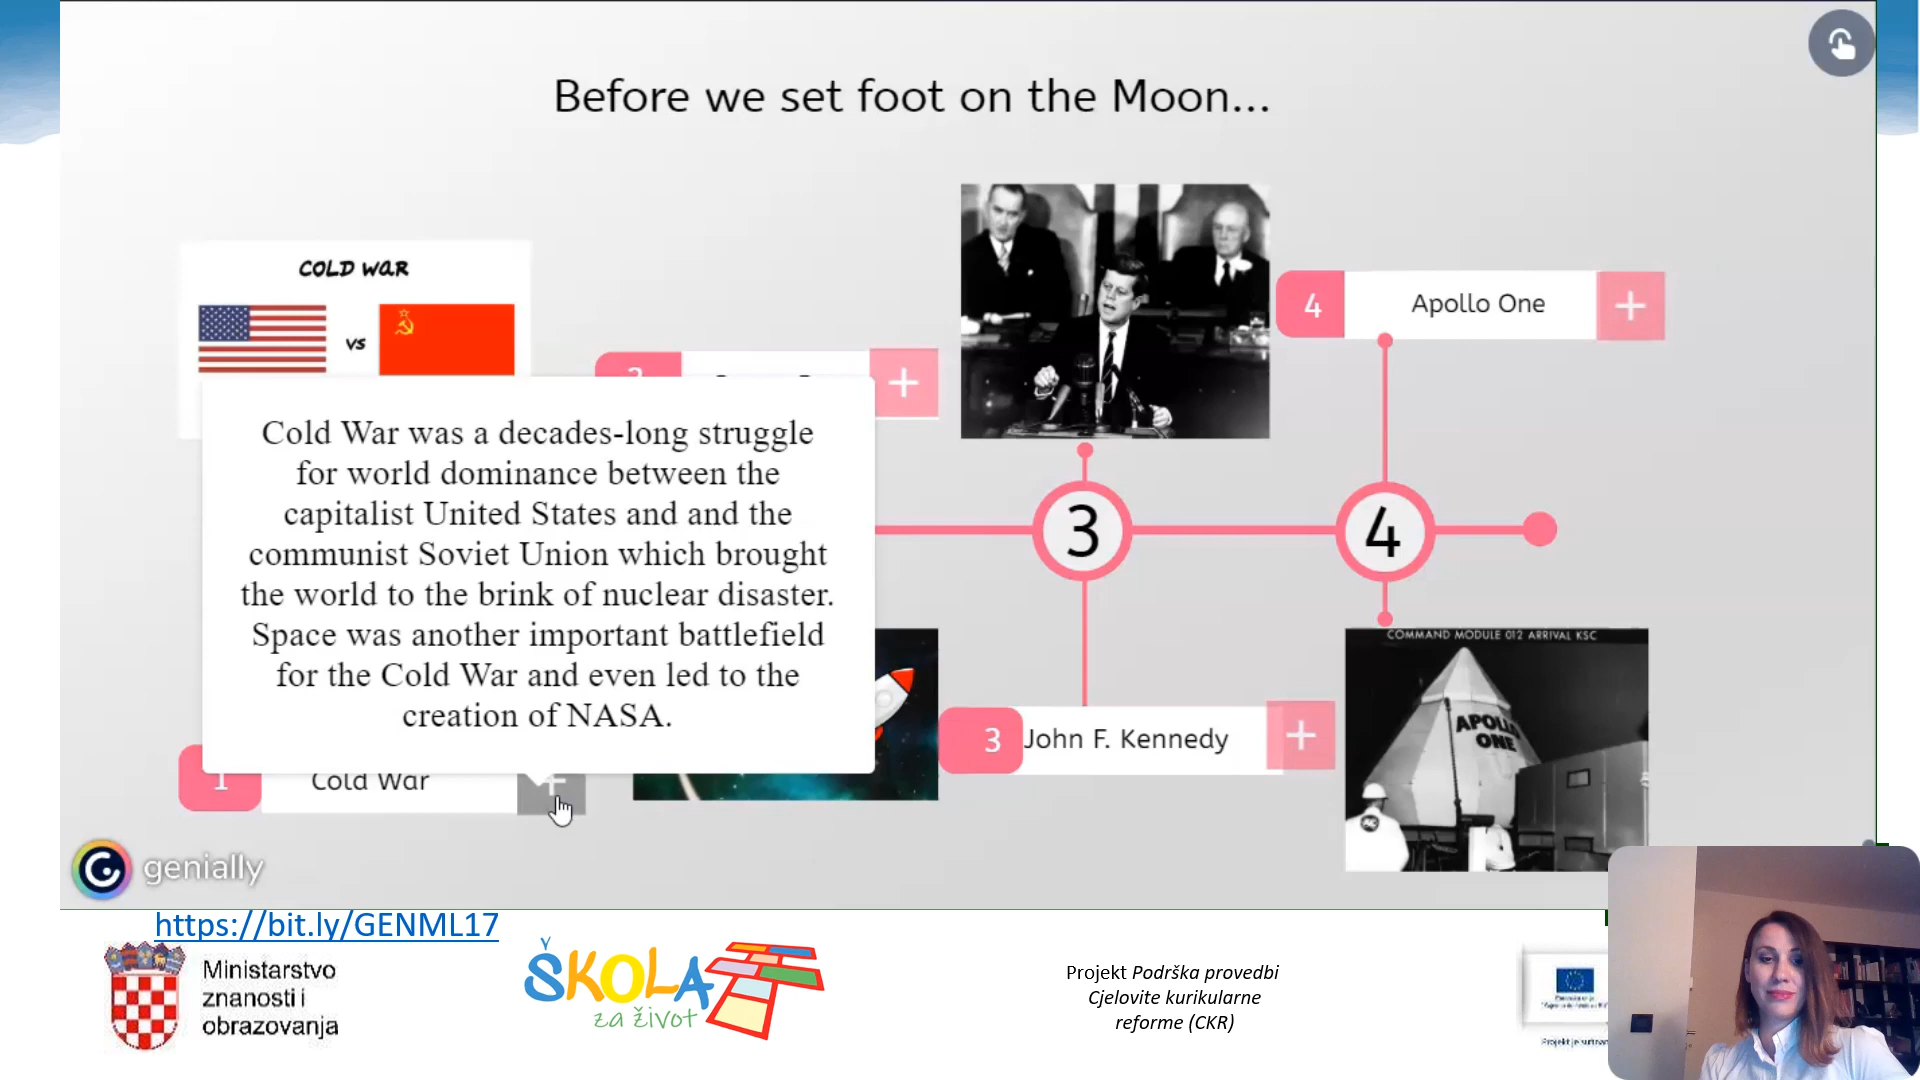 Before we set foot on the Moon...
COLD WAR
vs
4
Apollo One
+
+
Cold War was a decades-long struggle
for world dominance between the
capitalist United States and and the
communist Soviet Union which brought
the world to the brink of nuclear disaster.
Space was another important battlefield
for the Cold War and even led to the
creation of NASA.
3
4
COMMAND MODULE 012 ARRIVAL KSC
APOLLO
ONE
3
John F. Kennedy
+
1
Cold War
+
genially
https://bit.ly/GENML17
Ministarstvo
znanosti i
obrazovanja
ŠKOLA
za život
Projekt Podrška provedbi
Cjelovite kurikularne
reforme (CKR)